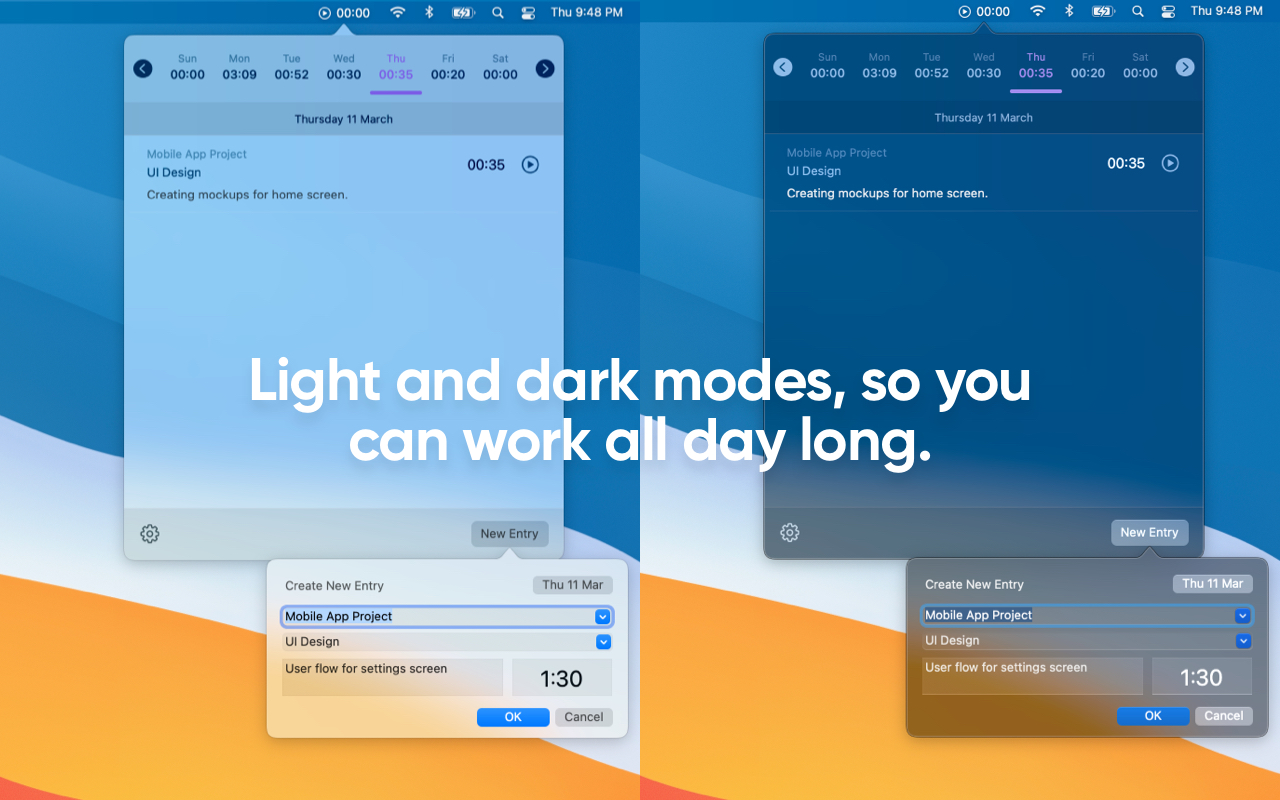 00:00 Thu 9:48 PM
Sun Mon Tue Wed Thu Fri Sat
00:00 03:09 00:52 00:30 00:35 00:20 00:00
Thursday 11 March
Mobile App Project
UI Design
00:35
Creating mockups for home screen.
New Entry
Create New Entry
Thu 11 Mar
Mobile App Project
UI Design
User flow for settings screen
1:30
OK Cancel
00:00 Thu 9:48 PM
Sun Mon Tue Wed Thu Fri Sat
00:00 03:09 00:52 00:30 00:35 00:20 00:00
Thursday 11 March
Mobile App Project
UI Design
00:35
Creating mockups for home screen.
New Entry
Create New Entry
Thu 11 Mar
Mobile App Project
UI Design
User flow for settings screen
1:30
OK Cancel
Light and dark modes, so you
can work all day long.